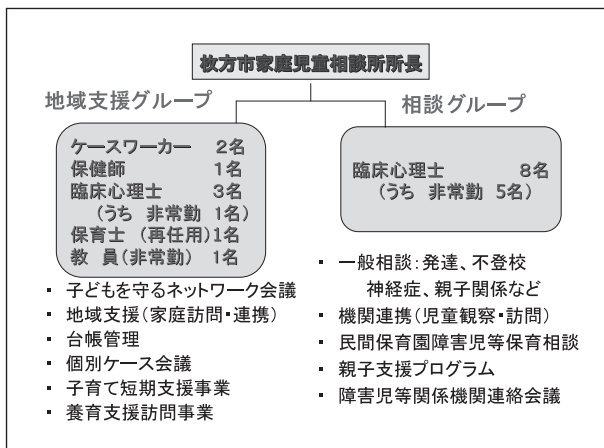 枚方市家庭児童相談所所長
地域支援グループ
ケースワーカー 2名
保健師 1名
臨床心理士 3名
(うち 非常勤 1名)
保育士 (再任用)1名
教 員(非常勤) 1名
・ 子どもを守るネットワーク会議
・ 地域支援(家庭訪問・連携)
・ 台帳管理
・ 個別ケース会議
・ 子育て短期支援事業
・ 養育支援訪問事業
相談グループ
臨床心理士 8名
(うち 非常勤 5名)
・ 一般相談:発達、不登校
神経症、親子関係など
・ 機関連携(児童観察・訪問)
・ 民間保育園障害児等保育相談
・ 親子支援プログラム
・ 障害児等関係機関連絡会議